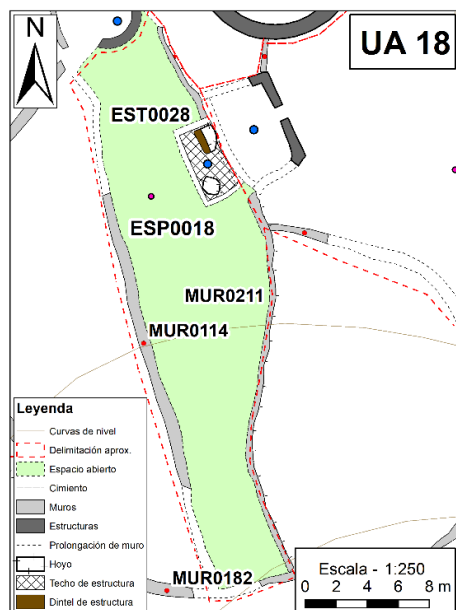 N
UA 18
EST0028
ESP0018
MUR0211
MUR0114
MUR0182
Leyenda
Curvas de nivel
Delimitación aprox.
Espacio abierto
Cimiento
Muros
Estructuras
Prolongación de muro
Hoyo
Techo de estructura
Dintel de estructura
Escala - 1:250
0 2 4 6 8 m